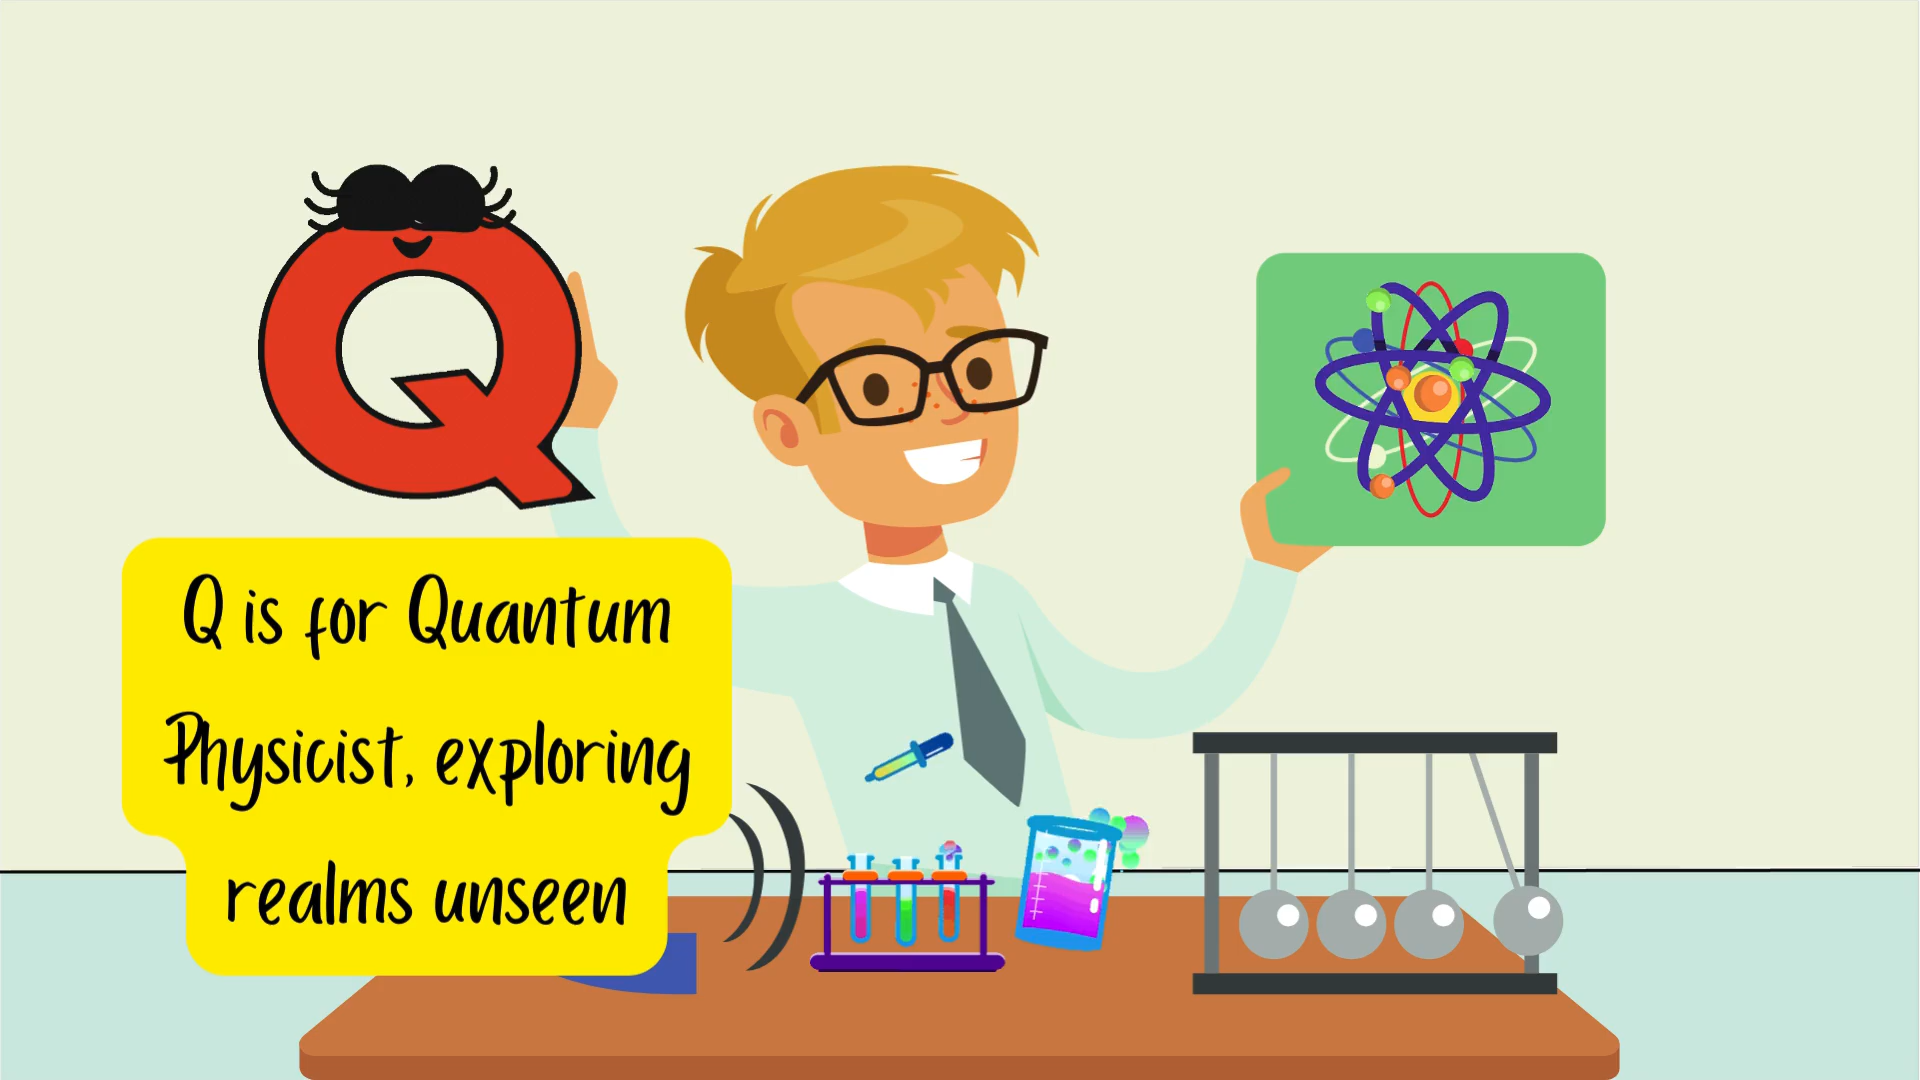 Q
Q is for Quantum
Physicist, exploring
realms unseen